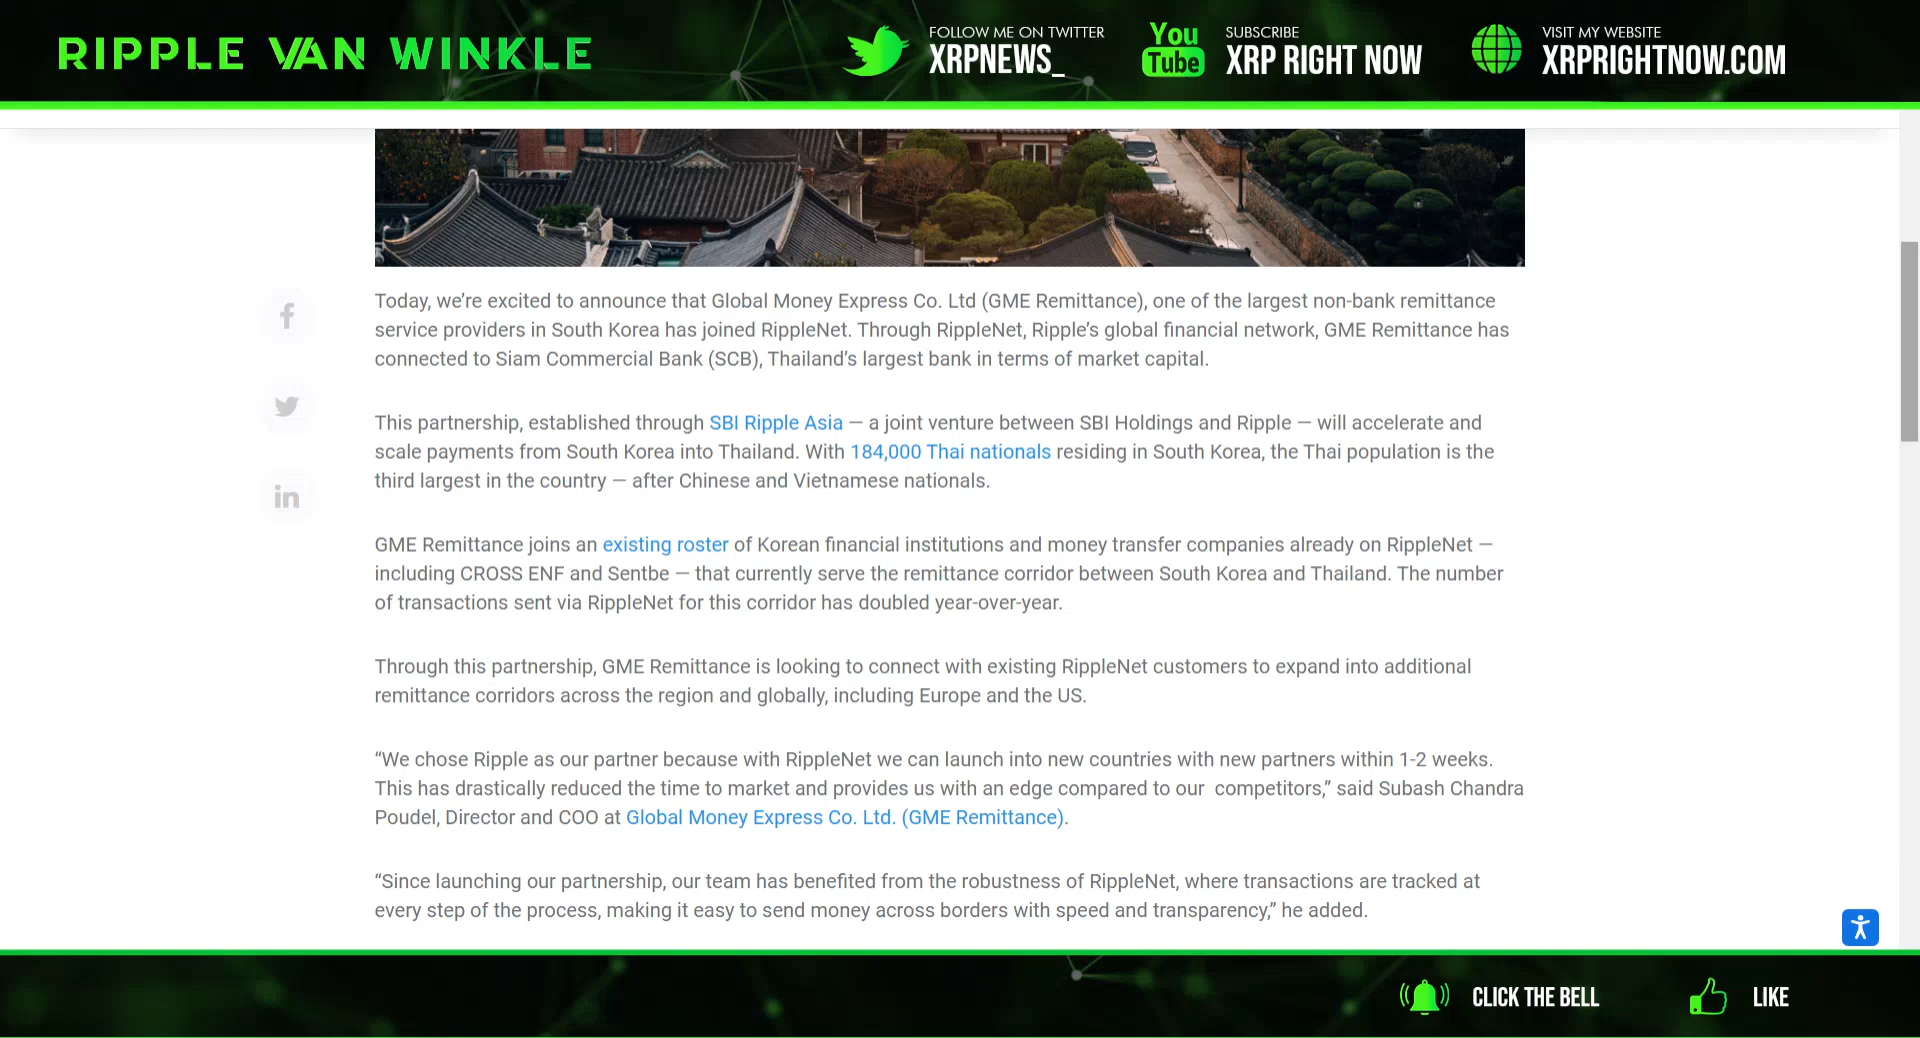 RIPPLE VAN WINKLE
FOLLOW ME ON TWITTER
XRPNEWS_
You
Tube
SUBSCRIBE
XRP RIGHT NOW
VISIT MY WEBSITE
XRPRIGHTNOW.COM
Today, we’re excited to announce that Global Money Express Co. Ltd (GME Remittance), one of the largest non-bank remittance
service providers in South Korea has joined RippleNet. Through RippleNet, Ripple’s global financial network, GME Remittance has
connected to Siam Commercial Bank (SCB), Thailand’s largest bank in terms of market capital.
This partnership, established through SBI Ripple Asia — a joint venture between SBI Holdings and Ripple — will accelerate and
scale payments from South Korea into Thailand. With 184,000 Thai nationals residing in South Korea, the Thai population is the
third largest in the country — after Chinese and Vietnamese nationals.
GME Remittance joins an existing roster of Korean financial institutions and money transfer companies already on RippleNet —
including CROSS ENF and Sentbe — that currently serve the remittance corridor between South Korea and Thailand. The number
of transactions sent via RippleNet for this corridor has doubled year-over-year.
Through this partnership, GME Remittance is looking to connect with existing RippleNet customers to expand into additional
remittance corridors across the region and globally, including Europe and the US.
“We chose Ripple as our partner because with RippleNet we can launch into new countries with new partners within 1-2 weeks.
This has drastically reduced the time to market and provides us with an edge compared to our  competitors,” said Subash Chandra
Poudel, Director and COO at Global Money Express Co. Ltd. (GME Remittance).
“Since launching our partnership, our team has benefited from the robustness of RippleNet, where transactions are tracked at
every step of the process, making it easy to send money across borders with speed and transparency,” he added.
CLICK THE BELL
LIKE